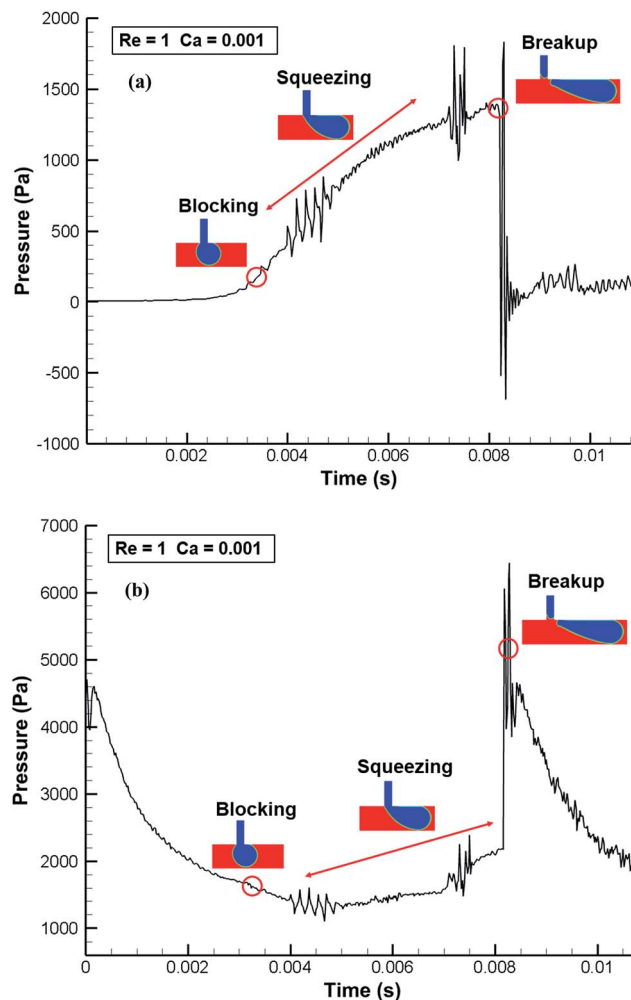 2000
Re = 1 Ca = 0.001
Breakup
(a)
Squeezing
1500
1000
Blocking
500
0
-500
-1000
Pressure (Pa)
0.002
0.004
0.006
0.008
0.01
Time (s)
7000
Re = 1 Ca = 0.001
(b)
Breakup
6000
5000
4000
Squeezing
3000
Blocking
2000
1000
Pressure (Pa)
0
0.002
0.004
0.006
0.008
0.01
Time (s)